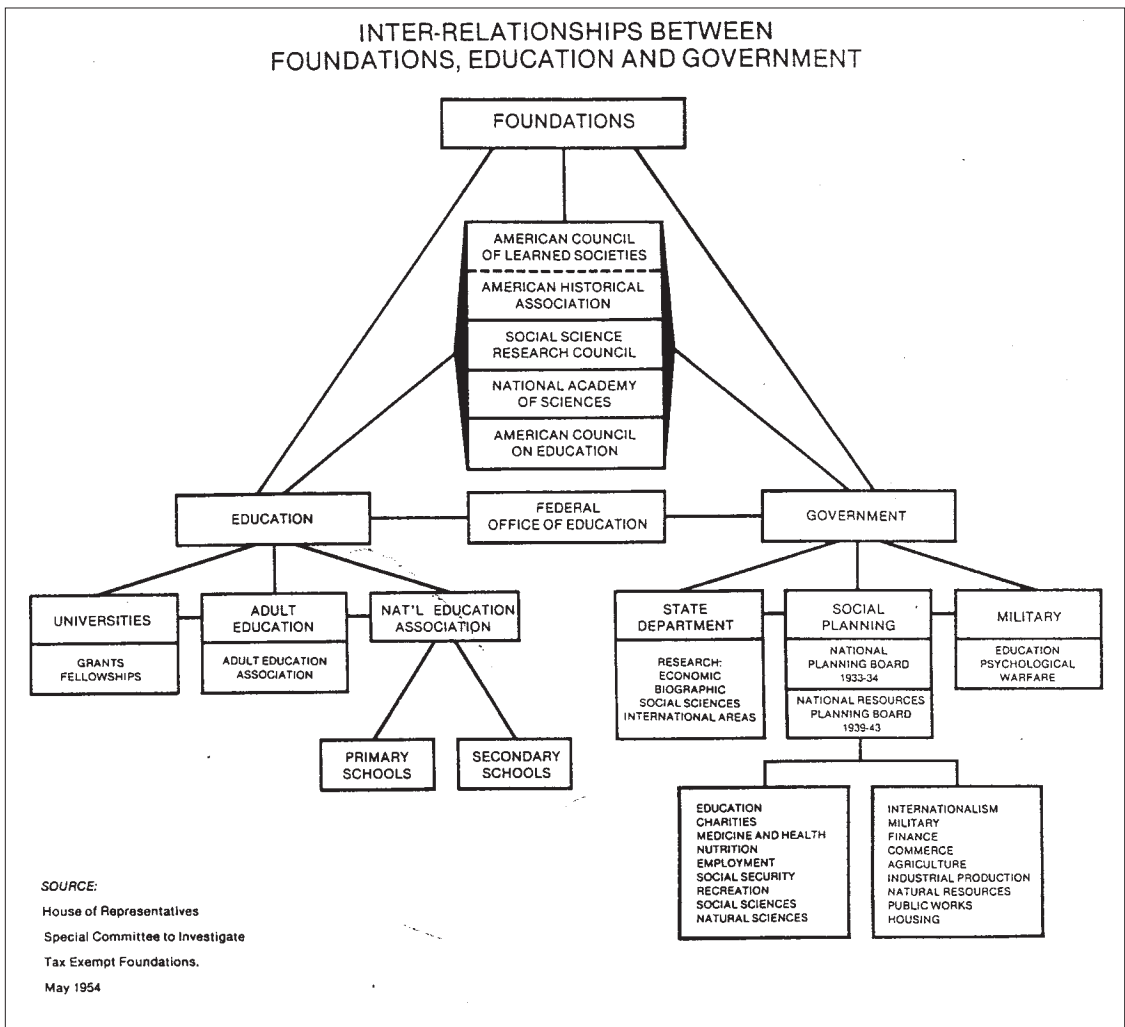 INTER-RELATIONSHIPS BETWEEN
FOUNDATIONS, EDUCATION AND GOVERNMENT
FOUNDATIONS
AMERICAN COUNCIL
OF LEARNED SOCIETIES
AMERICAN HISTORICAL
ASSOCIATION
SOCIAL SCIENCE
RESEARCH COUNCIL
NATIONAL ACADEMY
OF SCIENCES
AMERICAN COUNCIL
ON EDUCATION
EDUCATION
FEDERAL
OFFICE OF EDUCATION
GOVERNMENT
UNIVERSITIES
GRANTS
FELLOWSHIPS
ADULT
EDUCATION
ADULT EDUCATION
ASSOCIATION
NAT'L EDUCATION
ASSOCIATION
PRIMARY
SCHOOLS
SECONDARY
SCHOOLS
STATE
DEPARTMENT
RESEARCH:
ECONOMIC
BIOGRAPHIC
SOCIAL SCIENCES
INTERNATIONAL AREAS
SOCIAL
PLANNING
NATIONAL
PLANNING BOARD
1933-34
NATIONAL RESOURCES
PLANNING BOARD
1939-43
MILITARY
EDUCATION
PSYCHOLOGICAL
WARFARE
EDUCATION
CHARITIES
MEDICINE AND HEALTH
NUTRITION
EMPLOYMENT
SOCIAL SECURITY
RECREATION
SOCIAL SCIENCES
NATURAL SCIENCES
INTERNATIONALISM
MILITARY
FINANCE
COMMERCE
AGRICULTURE
INDUSTRIAL PRODUCTION
NATURAL RESOURCES
PUBLIC WORKS
HOUSING
SOURCE:
House of Representatives
Special Committee to Investigate
Tax Exempt Foundations.
May 1954